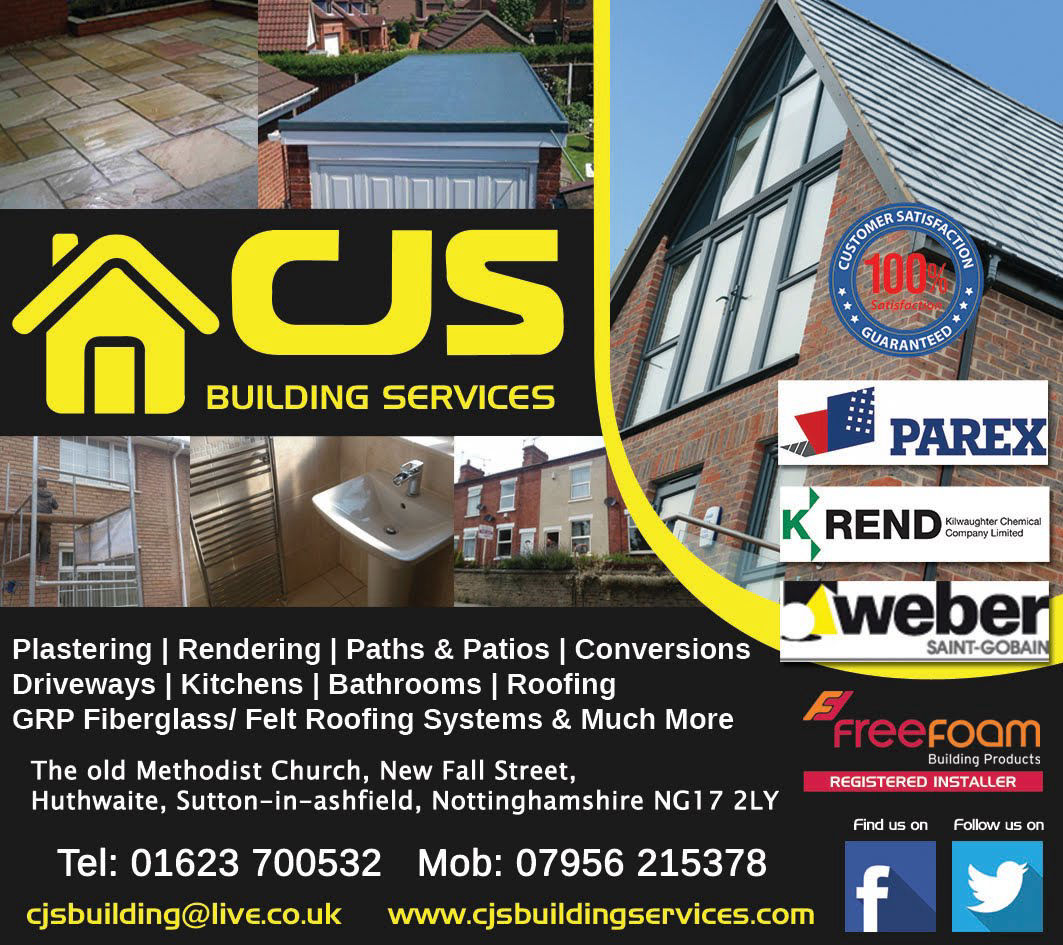 CJS
BUILDING SERVICES
CUSTOMER SATISFACTION
100%
Satisfaction
GUARANTEED
PAREX
K REND Kilwaughter Chemical
Company Limited
weber
SAINT-GOBAIN
Plastering | Rendering | Paths & Patios | Conversions
Driveways | Kitchens | Bathrooms | Roofing
GRP Fiberglass/ Felt Roofing Systems & Much More
freefoam
Building Products
REGISTERED INSTALLER
The old Methodist Church, New Fall Street,
Huthwaite, Sutton-in-ashfield, Nottinghamshire NG17 2LY
Find us on Follow us on
Tel: 01623 700532 Mob: 07956 215378
cjsbuilding@live.co.uk www.cjsbuildingservices.com